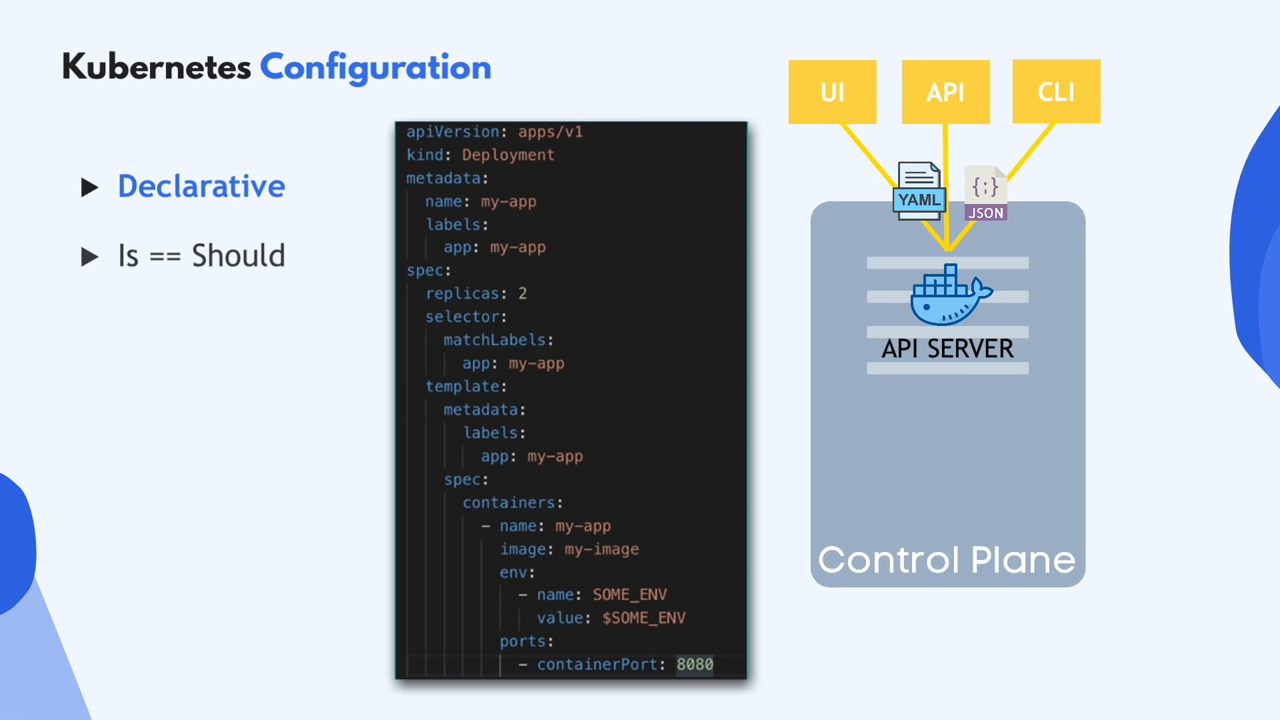 Kubernetes Configuration
Declarative
Is == Should
apiVersion: apps/v1
kind: Deployment
metadata:
  name: my-app
  labels:
    app: my-app
spec:
  replicas: 2
  selector:
    matchLabels:
      app: my-app
  template:
    metadata:
      labels:
        app: my-app
    spec:
      containers:
        - name: my-app
          image: my-image
          env:
            - name: SOME_ENV
              value: $SOME_ENV
          ports:
            - containerPort: 8080
UI
API
CLI
YAML
{;}
JSON
API SERVER
Control Plane